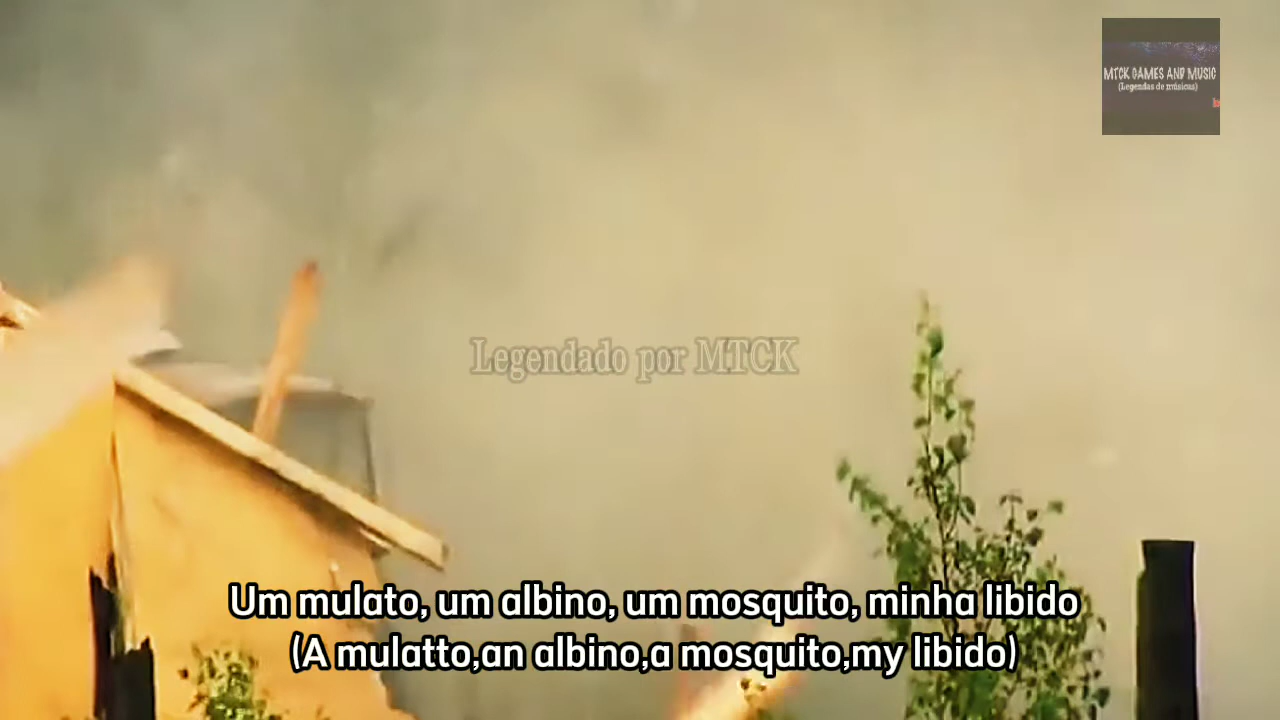 MTCK GAMES AND MUSIC
(Legendas de músicas)
Legendado por MTCK
Um mulato, um albino, um mosquito, minha libido
(A mulatto,an albino,a mosquito,my libido)